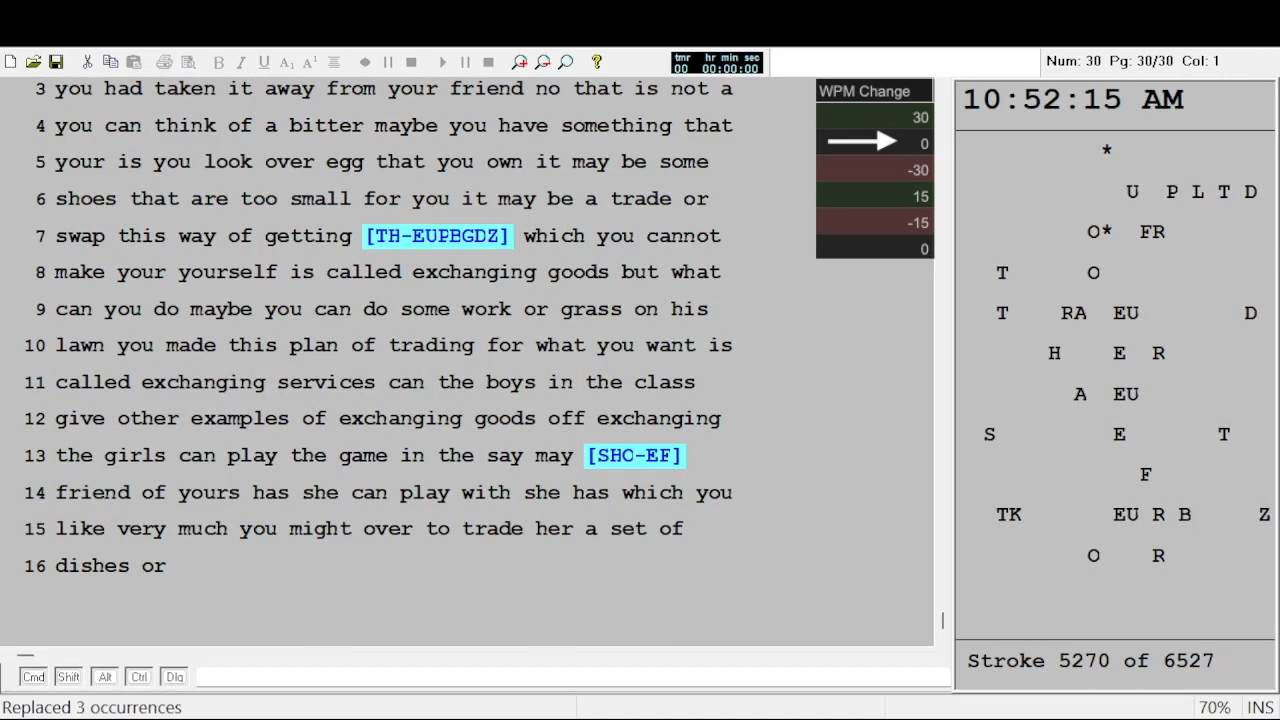 B I U A1 A1 ?
tmr hr min sec
00 00:00:00
Num: 30 Pg: 30/30 Col: 1
3 you had taken it away from your friend no that is not a
4 you can think of a bitter maybe you have something that
5 your is you look over egg that you own it may be some
6 shoes that are too small for you it may be a trade or
7 swap this way of getting [TH-EUPBGDZ] which you cannot
8 make your yourself is called exchanging goods but what
9 can you do maybe you can do some work or grass on his
10 lawn you made this plan of trading for what you want is
11 called exchanging services can the boys in the class
12 give other examples of exchanging goods off exchanging
13 the girls can play the game in the say may [SHO-EF]
14 friend of yours has she can play with she has which you
15 like very much you might over to trade her a set of
16 dishes or
WPM Change
30
0
-30
15
-15
0
10:52:15 AM
*
U P L T D
O* FR
T O
T RA EU D
H E R
A EU
S E T
F
TK EU R B Z
O R
Stroke 5270 of 6527
Cmd Shift Alt Ctrl Dlg
Replaced 3 occurrences
70% INS